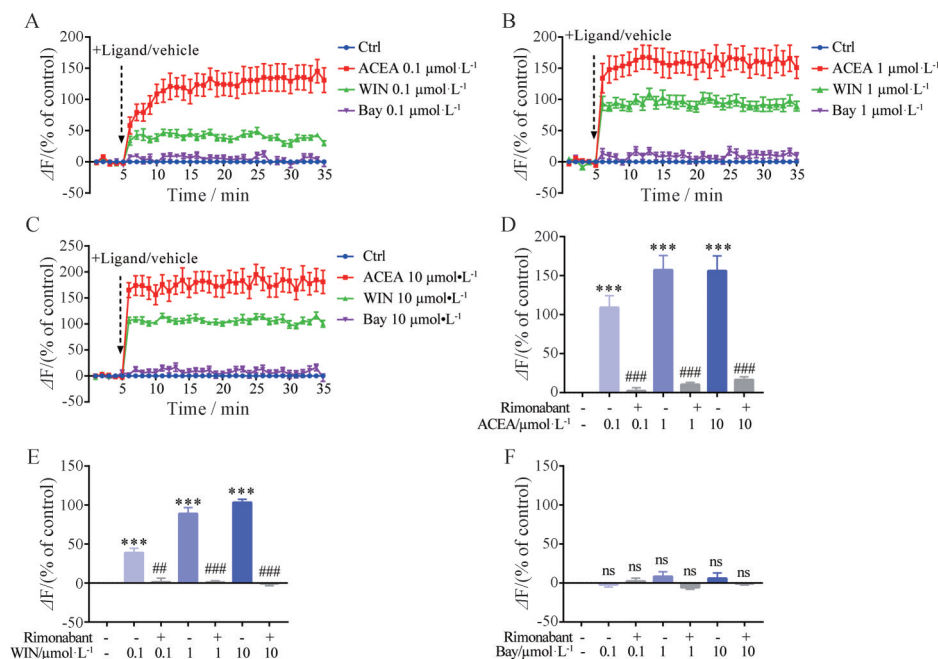 A
ΔF/(% of control)
200
150
100
50
0
-50
+Ligand/vehicle
5 10 15 20 25 30 35
Time / min
Ctrl
ACEA 0.1 μmol·L⁻¹
WIN 0.1 μmol·L⁻¹
Bay 0.1 μmol·L⁻¹
B
ΔF/(% of control)
200
150
100
50
0
-50
+Ligand/vehicle
5 10 15 20 25 30 35
Time / min
Ctrl
ACEA 1 μmol·L⁻¹
WIN 1 μmol·L⁻¹
Bay 1 μmol·L⁻¹
C
ΔF/(% of control)
250
200
150
100
50
0
-50
+Ligand/vehicle
5 10 15 20 25 30 35
Time / min
Ctrl
ACEA 10 μmol•L⁻¹
WIN 10 μmol•L⁻¹
Bay 10 μmol•L⁻¹
D
ΔF/(% of control)
200
150
100
50
0
*** ### *** ### *** ###
Rimonabant - - + - + - +
ACEA/μmol·L⁻¹ 0.1 0.1 1 1 10 10
E
ΔF/(% of control)
150
100
50
0
-50
*** ## *** ### *** ###
Rimonabant - - + - + - +
WIN/μmol·L⁻¹ 0.1 0.1 1 1 10 10
F
ΔF/(% of control)
150
100
50
0
-50
ns ns ns ns ns ns
Rimonabant - - + - + - +
Bay/μmol·L⁻¹ 0.1 0.1 1 1 10 10